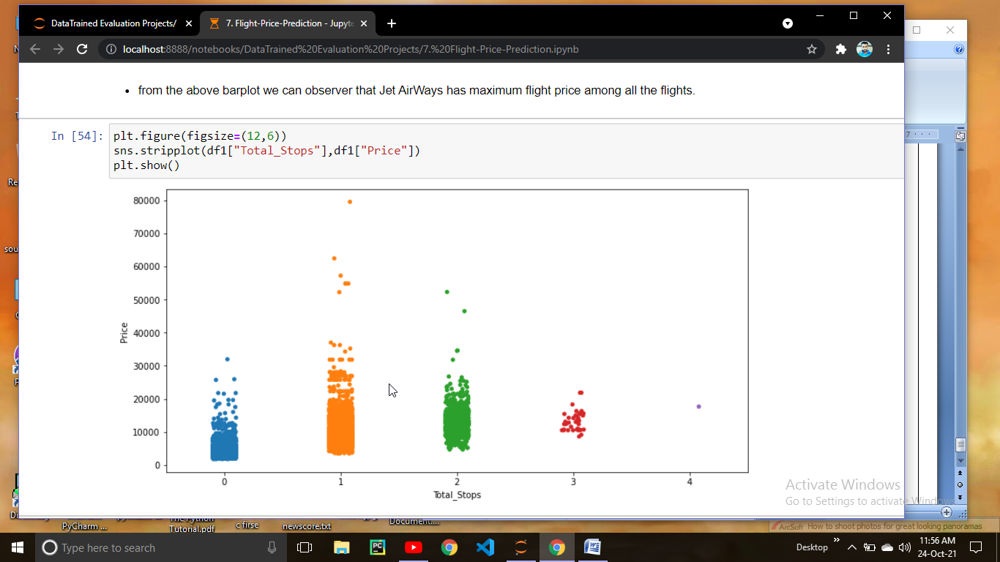 DataTrained Evaluation Projects/
7. Flight-Price-Prediction - Jupyte
localhost:8888/notebooks/DataTrained%20Evaluation%20Projects/7.%20Flight-Price-Prediction.ipynb
from the above barplot we can observer that Jet AirWays has maximum flight price among all the flights.
In [54]:
plt.figure(figsize=(12,6))
sns.stripplot(df1["Total_Stops"],df1["Price"])
plt.show()
80000
70000
60000
50000
40000
30000
20000
10000
0
Price
0 1 2 3 4
Total_Stops
Activate Windows
Go to Settings to activate Windows.
PyCharm ...
Tutorial.pdf
c firse
newscore.txt
Document....
ArcSoft How to shoot photos for great looking panoramas
Type here to search
Desktop
11:56 AM
24-Oct-21